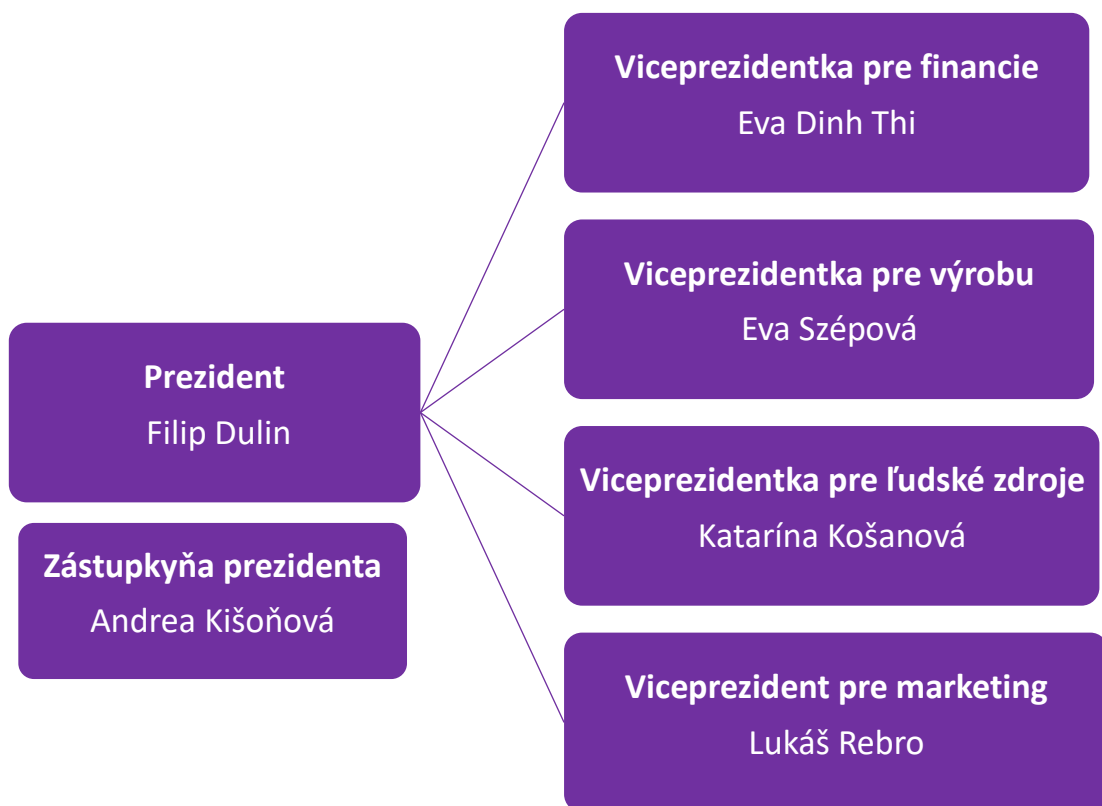 Viceprezidentka pre financie
Eva Dinh Thi
Viceprezidentka pre výrobu
Eva Szépová
Prezident
Filip Dulin
Viceprezidentka pre ľudské zdroje
Katarína Košanová
Zástupkyňa prezidenta
Andrea Kišoňová
Viceprezident pre marketing
Lukáš Rebro